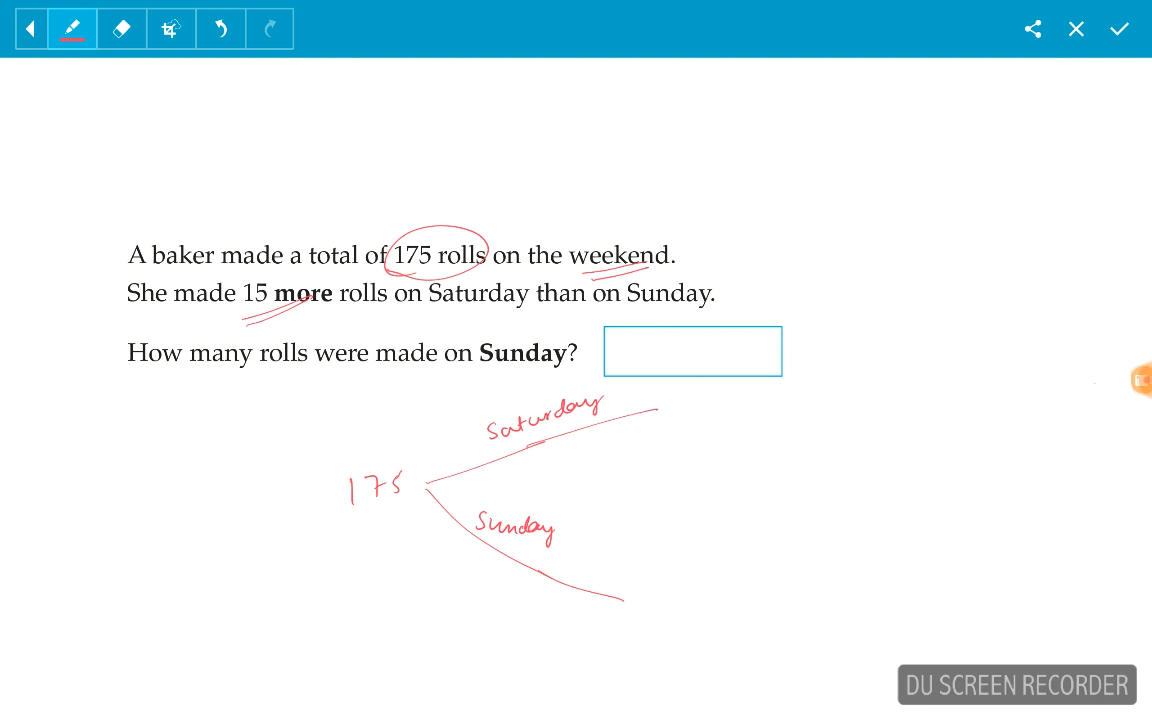 A baker made a total of 175 rolls on the weekend.
She made 15 more rolls on Saturday than on Sunday.
How many rolls were made on Sunday?
Saturday
175
Sunday
DU SCREEN RECORDER